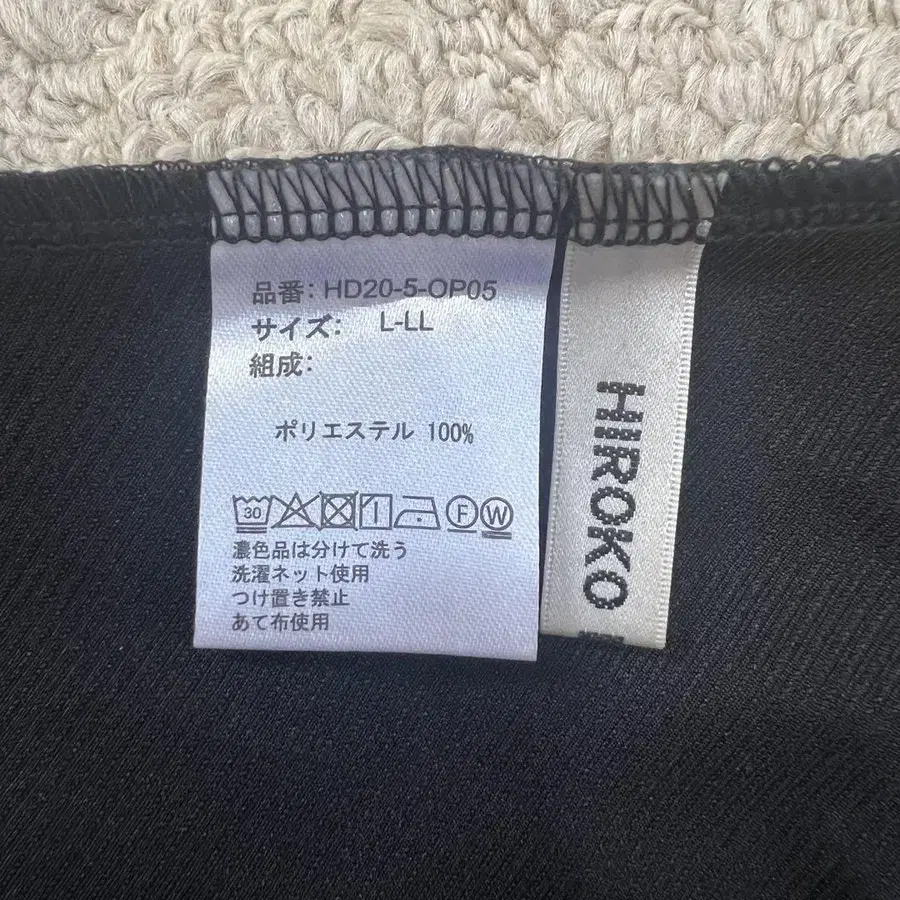 品番: HD20-5-OP05
サイズ: L-LL
組成:
ポリエステル 100%
30 F W
濃色品は分けて洗う
洗濯ネット使用
つけ置き禁止
あて布使用
HIROKO